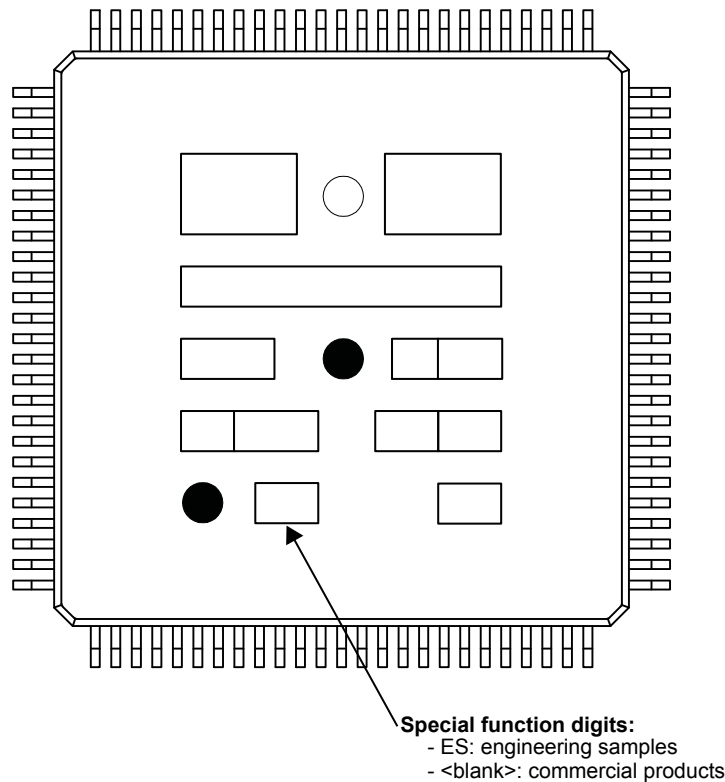 Special function digits:
- ES: engineering samples
- <blank>: commercial products